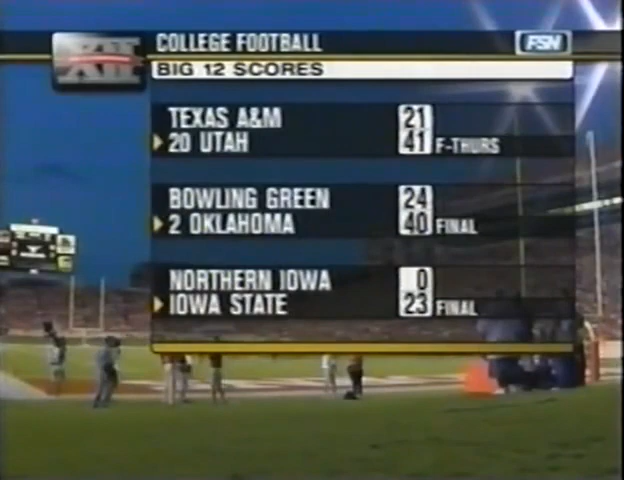 XII
COLLEGE FOOTBALL
FSN
BIG 12 SCORES
TEXAS A&M 21
20 UTAH 41 F-THURS
BOWLING GREEN 24
2 OKLAHOMA 40 FINAL
NORTHERN IOWA 0
IOWA STATE 23 FINAL